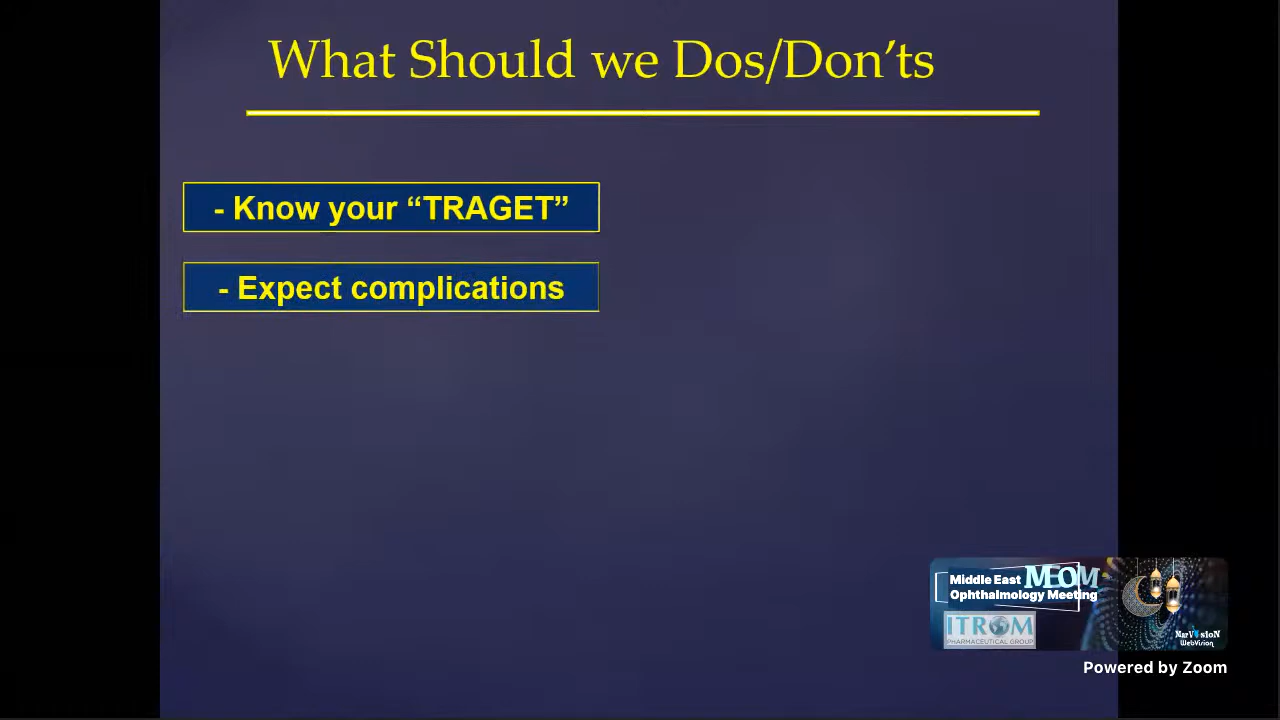 What Should we Dos/Don’ts
- Know your “TRAGET”
- Expect complications
Middle East MEOM
Ophthalmology Meeting
ITROM
PHARMACEUTICAL GROUP
NarVisioN
WebVision
Powered by Zoom